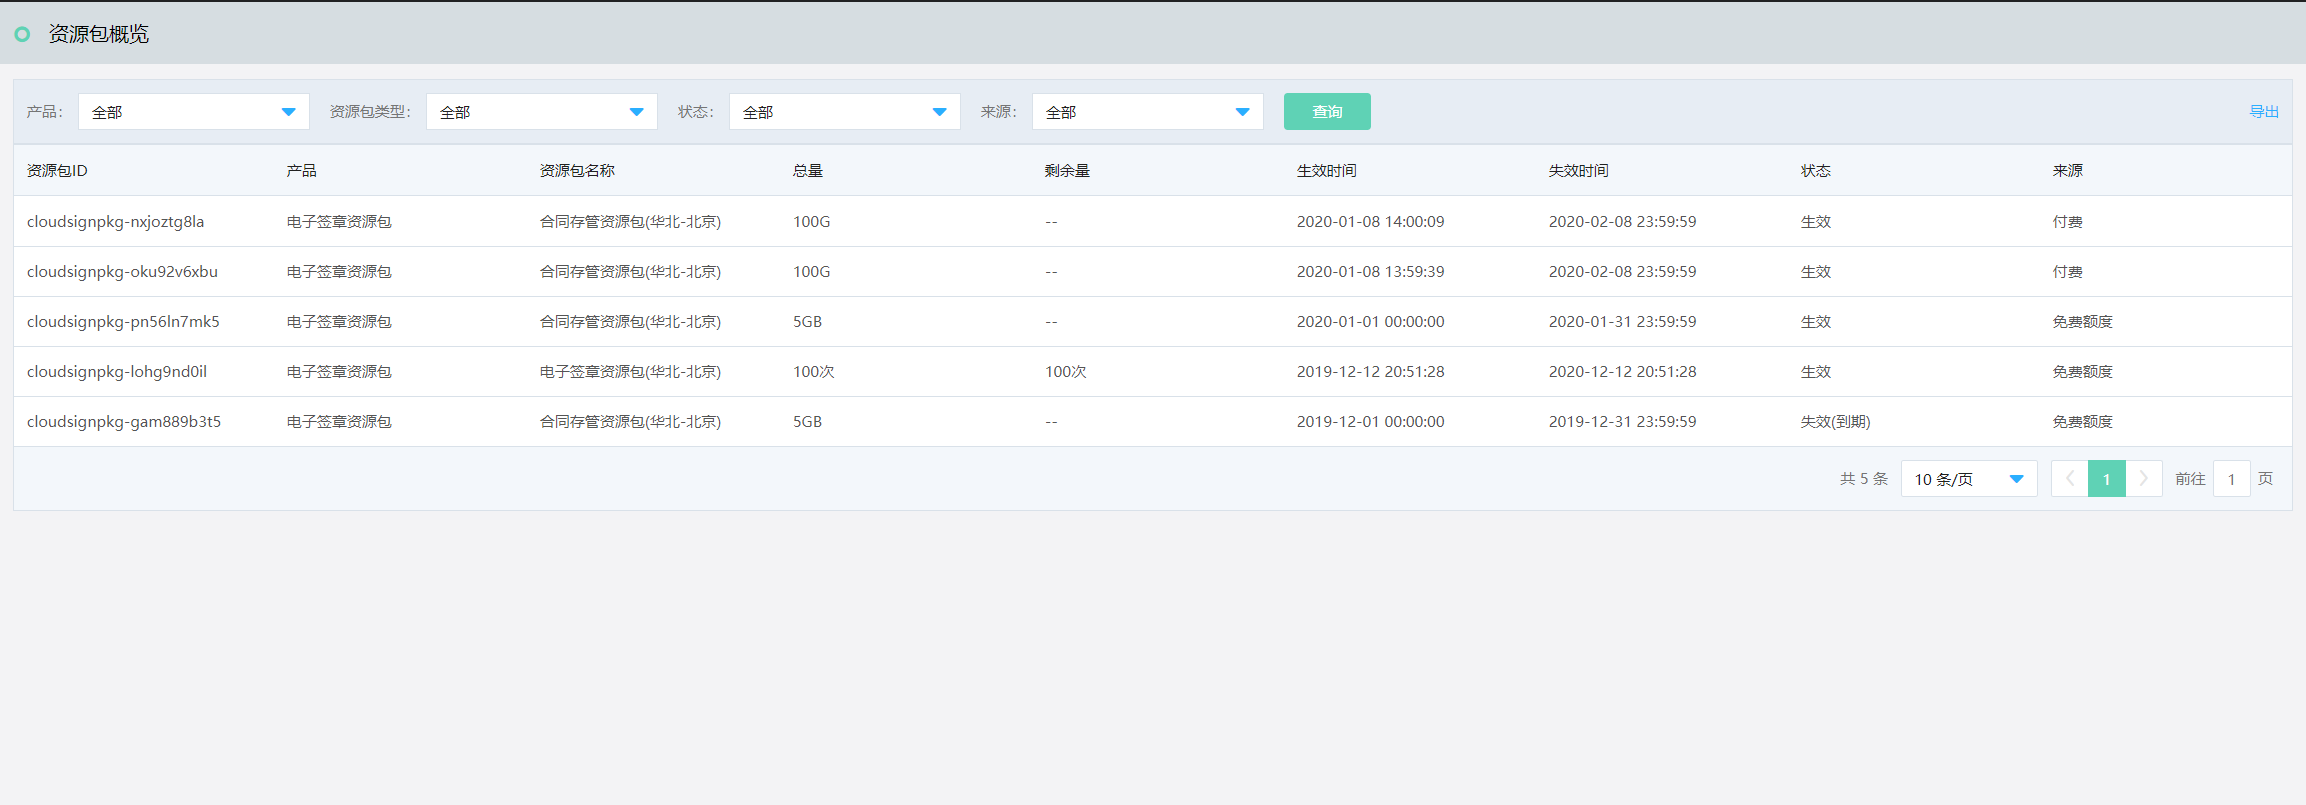 资源包概览
产品: 全部 资源包类型: 全部 状态: 全部 来源: 全部 查询 导出
资源包ID 产品 资源包名称 总量 剩余量 生效时间 失效时间 状态 来源
cloudsignpkg-nxjoztg8la 电子签章资源包 合同存管资源包(华北-北京) 100G -- 2020-01-08 14:00:09 2020-02-08 23:59:59 生效 付费
cloudsignpkg-oku92v6xbu 电子签章资源包 合同存管资源包(华北-北京) 100G -- 2020-01-08 13:59:39 2020-02-08 23:59:59 生效 付费
cloudsignpkg-pn56ln7mk5 电子签章资源包 合同存管资源包(华北-北京) 5GB -- 2020-01-01 00:00:00 2020-01-31 23:59:59 生效 免费额度
cloudsignpkg-lohg9nd0il 电子签章资源包 电子签章资源包(华北-北京) 100次 100次 2019-12-12 20:51:28 2020-12-12 20:51:28 生效 免费额度
cloudsignpkg-gam889b3t5 电子签章资源包 合同存管资源包(华北-北京) 5GB -- 2019-12-01 00:00:00 2019-12-31 23:59:59 失效(到期) 免费额度
共 5 条 10 条/页 1 前往 1 页